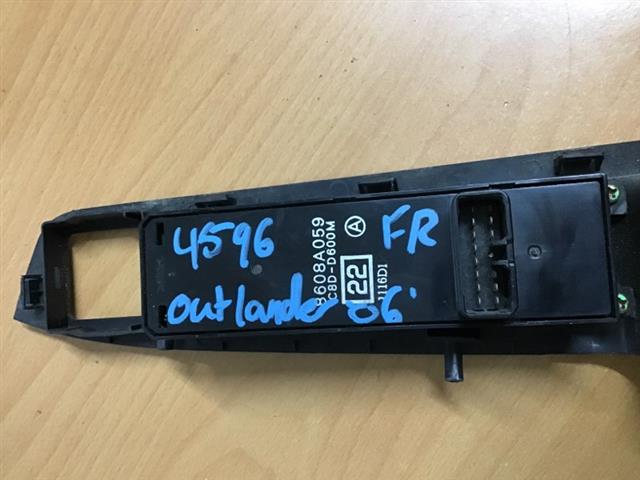 4596
FR
outlander 06'
8608A059
C8D-D600M
A
22
116D1